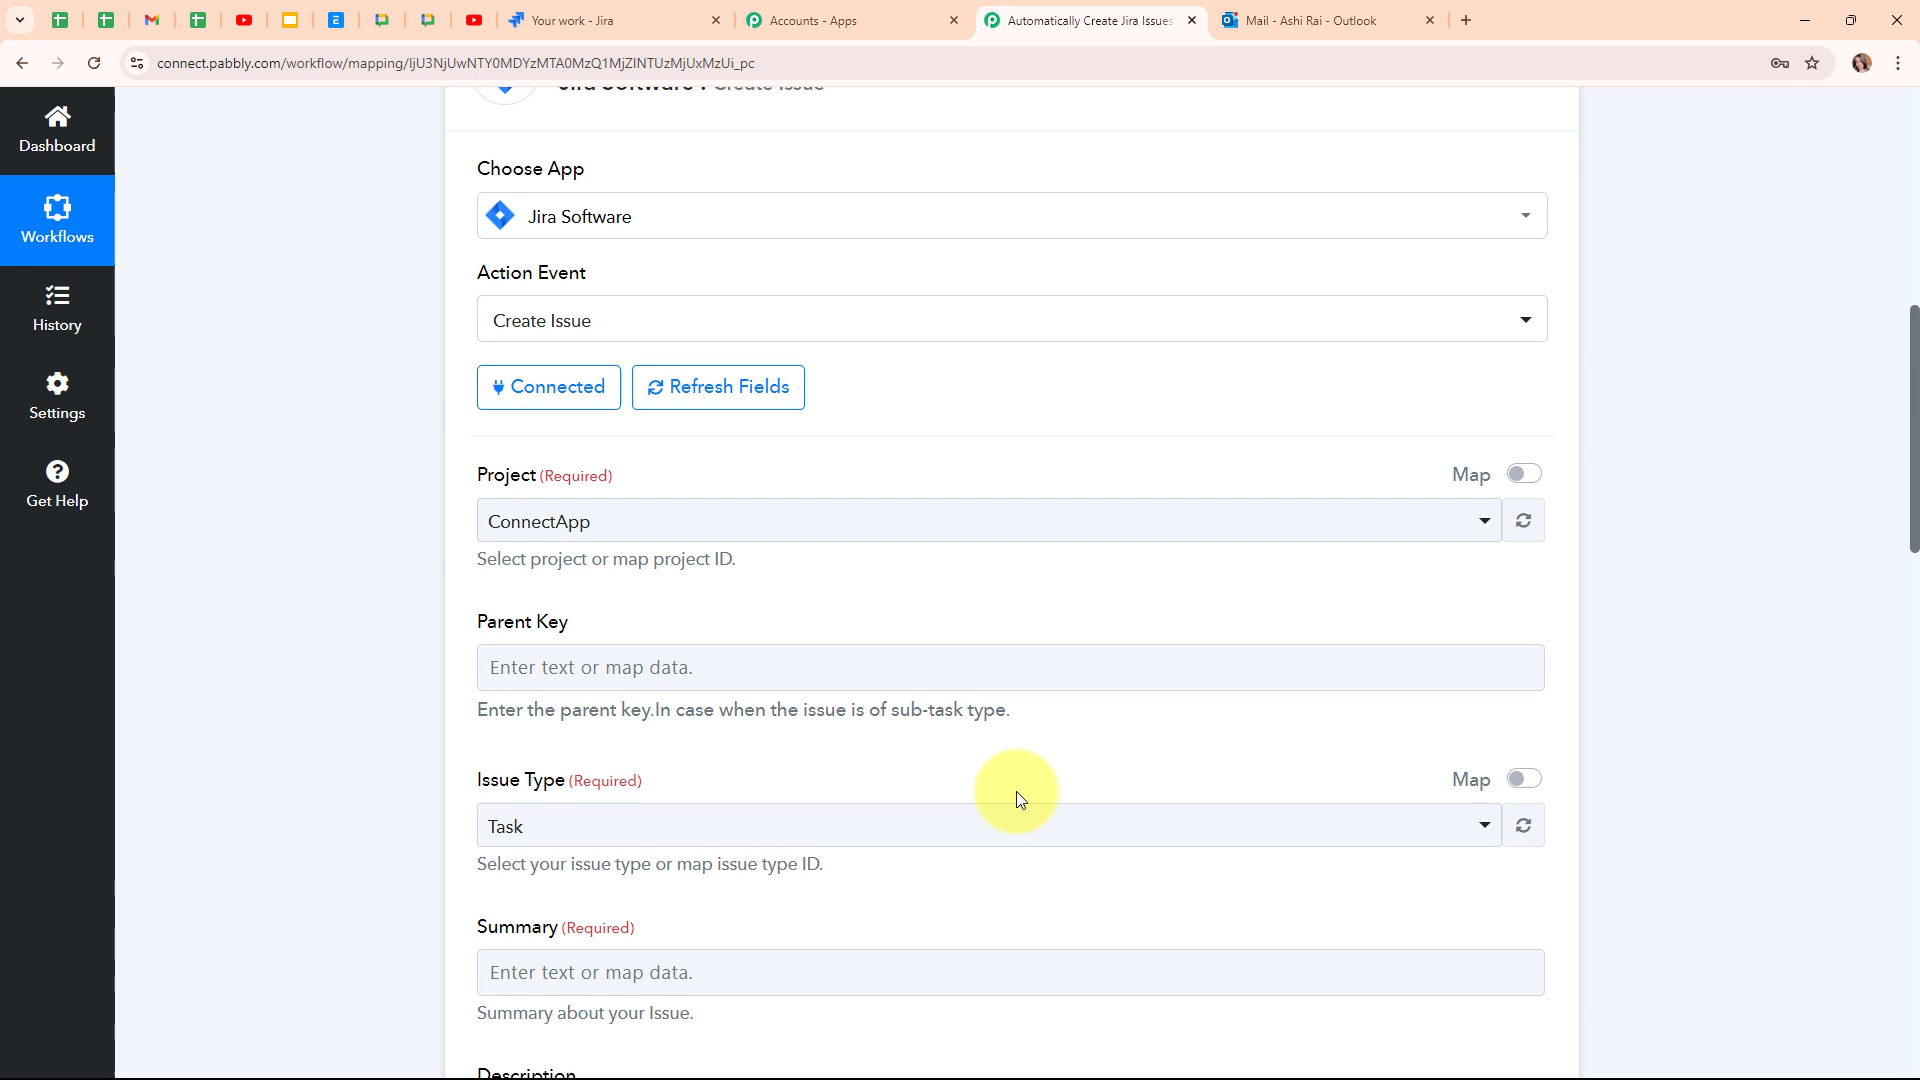 Your work - Jira
Accounts - Apps
Automatically Create Jira Issues
Mail - Ashi Rai - Outlook
connect.pabbly.com/workflow/mapping/IjU3NjUwNTY0MDYzMTA0MzQ1MjZlNTUzMjUxMzUi_pc
Jira Software : Create Issue
Dashboard
Workflows
History
Settings
Get Help
Choose App
Jira Software
Action Event
Create Issue
Connected
Refresh Fields
Project (Required)
Map
ConnectApp
Select project or map project ID.
Parent Key
Enter text or map data.
Enter the parent key.In case when the issue is of sub-task type.
Issue Type (Required)
Map
Task
Select your issue type or map issue type ID.
Summary (Required)
Enter text or map data.
Summary about your Issue.
Description